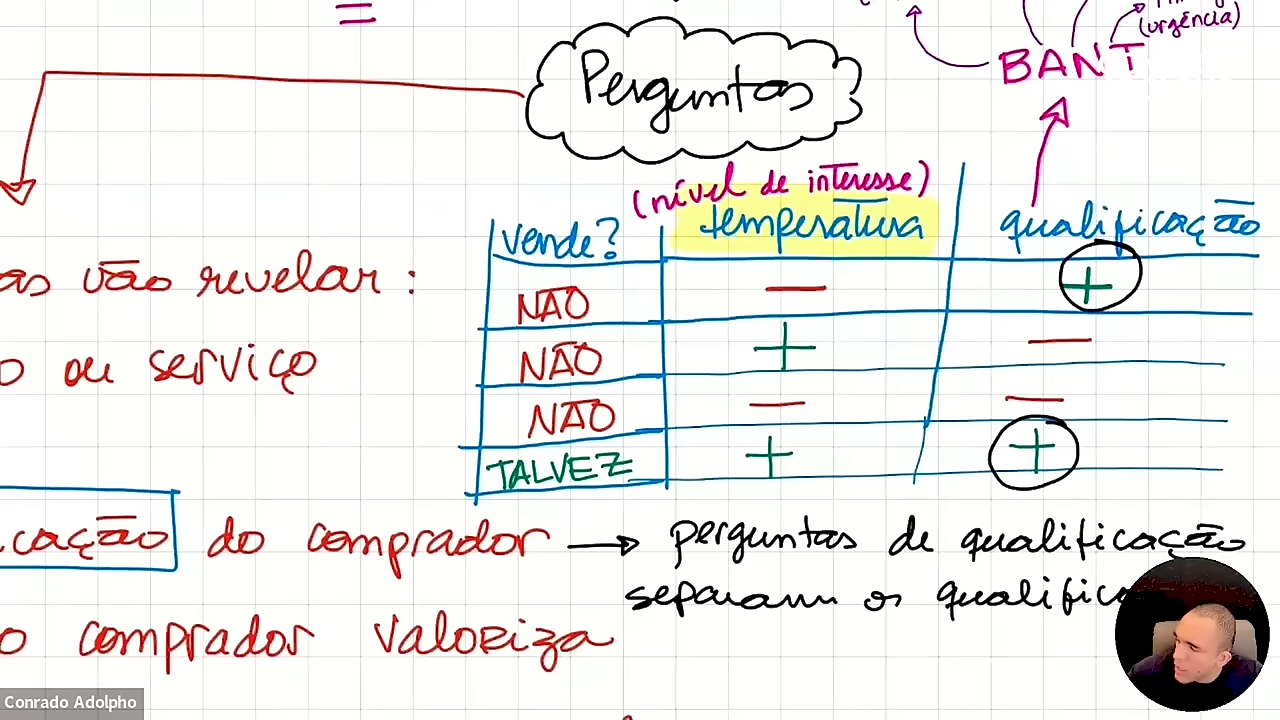 =
(urgência)
BANT
Perguntas
(nível de interesse)
vende? temperatura qualificação
NÃO — +
NÃO + —
NÃO — —
TALVEZ + +
vão revelar:
ou serviço
do comprador → perguntas de qualificação
separam os
comprador valoriza
Conrado Adolpho